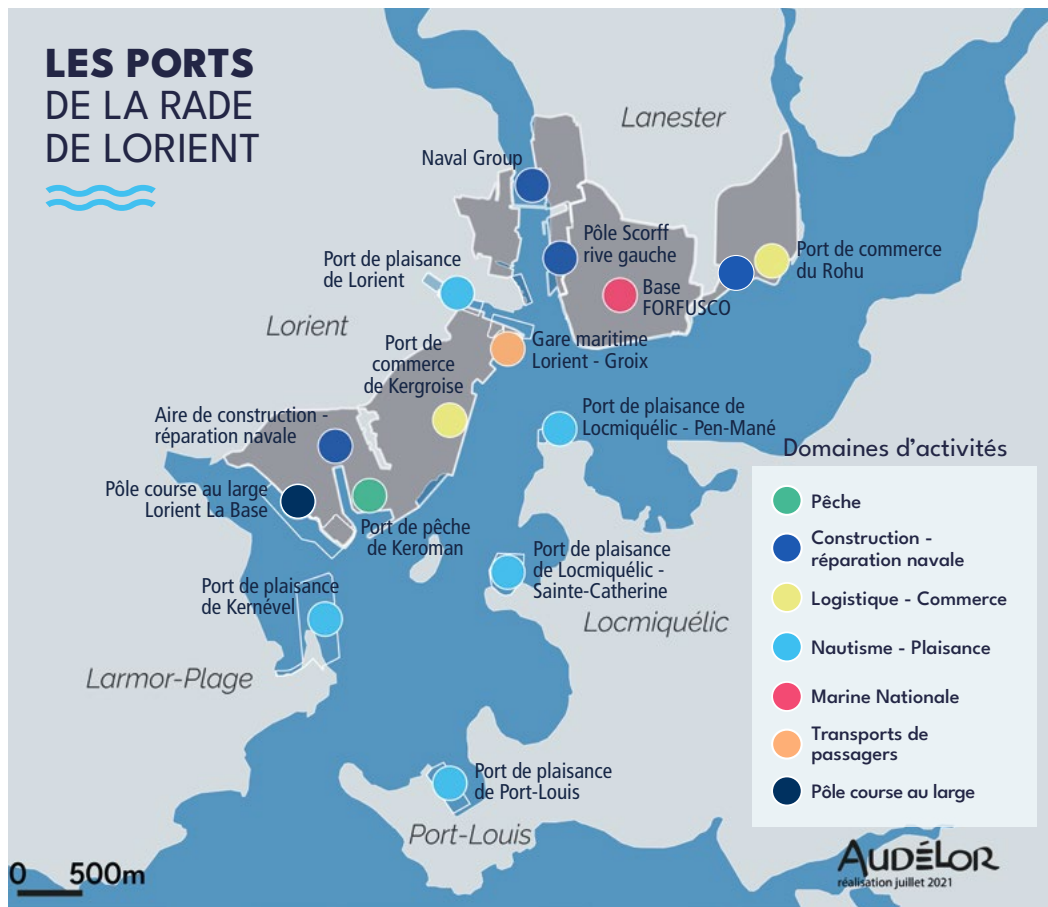 LES PORTS
DE LA RADE
DE LORIENT
Lanester
Naval Group
Pôle Scorff
rive gauche
Port de commerce
du Rohu
Port de plaisance
de Lorient
Base
FORFUSCO
Lorient
Gare maritime
Lorient - Groix
Port de
commerce
de Kergroise
Aire de construction -
réparation navale
Port de plaisance de
Locmiquélic - Pen-Mané
Pôle course au large
Lorient La Base
Port de pêche
de Keroman
Port de plaisance
de Locmiquélic -
Sainte-Catherine
Port de plaisance
de Kernével
Locmiquélic
Larmor-Plage
Port de plaisance
de Port-Louis
Port-Louis
Domaines d'activités
Pêche
Construction -
réparation navale
Logistique - Commerce
Nautisme - Plaisance
Marine Nationale
Transports de
passagers
Pôle course au large
0 500m
AUDÉLOR
réalisation juillet 2021